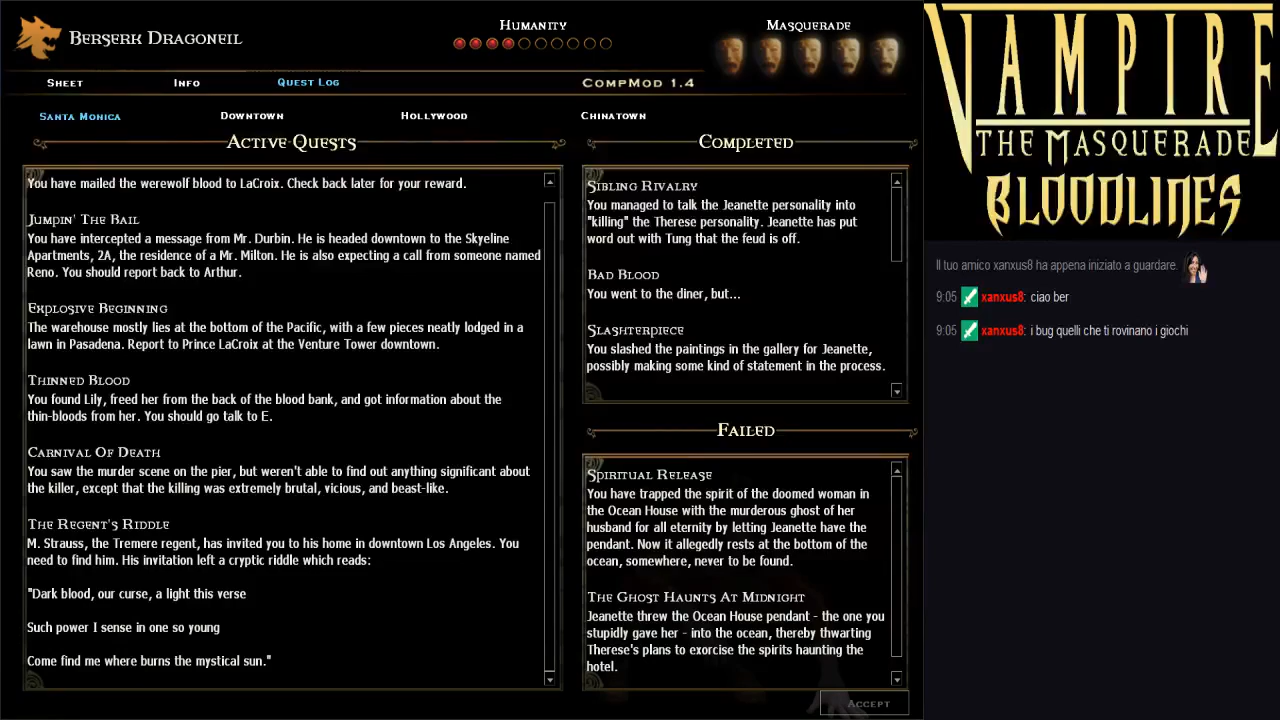 Berserk Dragoneil
Humanity
Masquerade
Sheet
Info
Quest Log
CompMod 1.4
Santa Monica
Downtown
Hollywood
Chinatown
Active Quests
You have mailed the werewolf blood to LaCroix. Check back later for your reward.
Jumpin' The Bail
You have intercepted a message from Mr. Durbin. He is headed downtown to the Skyeline
Apartments, 2A, the residence of a Mr. Milton. He is also expecting a call from someone named
Reno. You should report back to Arthur.
Explosive Beginning
The warehouse mostly lies at the bottom of the Pacific, with a few pieces neatly lodged in a
lawn in Pasadena. Report to Prince LaCroix at the Venture Tower downtown.
Thinned Blood
You found Lily, freed her from the back of the blood bank, and got information about the
thin-bloods from her. You should go talk to E.
Carnival Of Death
You saw the murder scene on the pier, but weren't able to find out anything significant about
the killer, except that the killing was extremely brutal, vicious, and beast-like.
The Regent's Riddle
M. Strauss, the Tremere regent, has invited you to his home in downtown Los Angeles. You
need to find him. His invitation left a cryptic riddle which reads:
"Dark blood, our curse, a light this verse
Such power I sense in one so young
Come find me where burns the mystical sun."
Completed
Sibling Rivalry
You managed to talk the Jeanette personality into
"killing" the Therese personality. Jeanette has put
word out with Tung that the feud is off.
Bad Blood
You went to the diner, but...
Slashterpiece
You slashed the paintings in the gallery for Jeanette,
possibly making some kind of statement in the process.
Failed
Spiritual Release
You have trapped the spirit of the doomed woman in
the Ocean House with the murderous ghost of her
husband for all eternity by letting Jeanette have the
pendant. Now it allegedly rests at the bottom of the
ocean, somewhere, never to be found.
The Ghost Haunts At Midnight
Jeanette threw the Ocean House pendant - the one you
stupidly gave her - into the ocean, thereby thwarting
Therese's plans to exorcise the spirits haunting the
hotel.
Accept
Vampire
The Masquerade
Bloodlines
Il tuo amico xanxus8 ha appena iniziato a guardare.
9:05 xanxus8: ciao ber
9:05 xanxus8: i bug quelli che ti rovinano i giochi